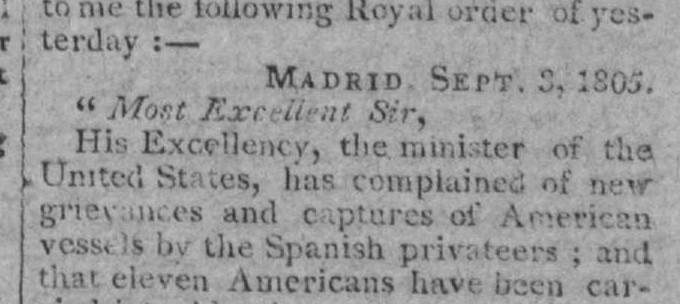 to me the following Royal order of yes-
terday :—
MADRID. SEPT. 3, 1805.
“ Most Excellent Sir,
His Excellency, the minister of the
United States, has complained of new
grievances and captures of American
vessels by the Spanish privateers ; and
that eleven Americans have been car-